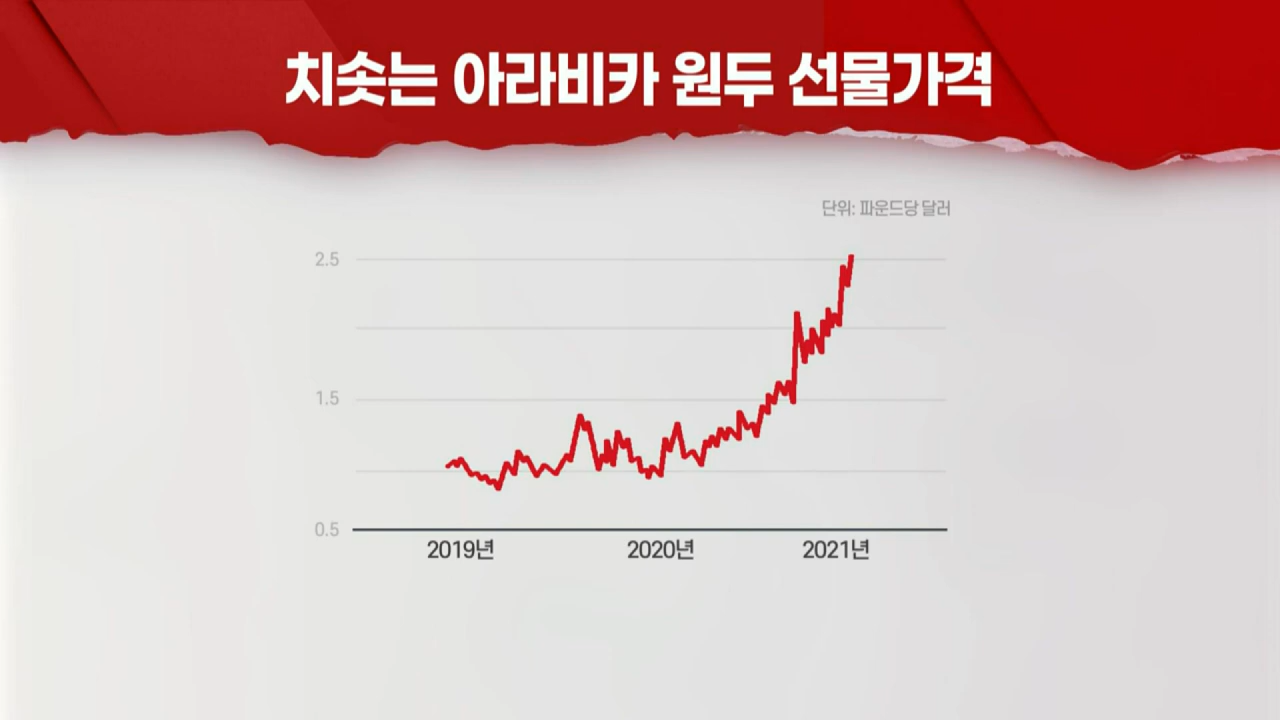 치솟는 아라비카 원두 선물가격
단위: 파운드당 달러
2.5
1.5
0.5
2019년 2020년 2021년